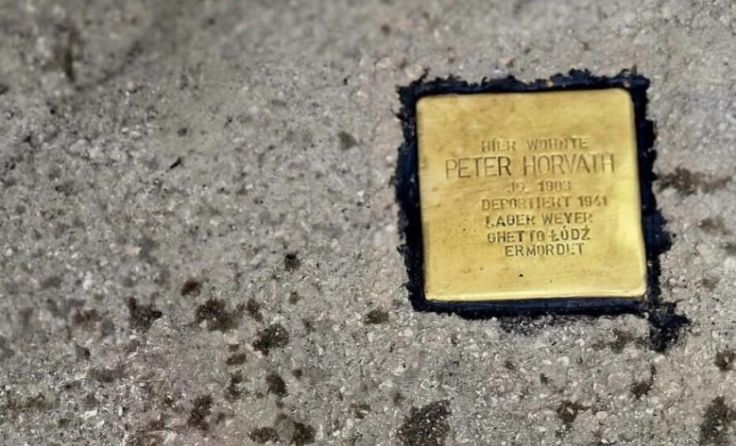 HIER WOHNTE
PETER HORVATH
JG. 1903
DEPORTIERT 1941
LAGER WEYER
GHETTO ŁÓDŹ
ERMORDET